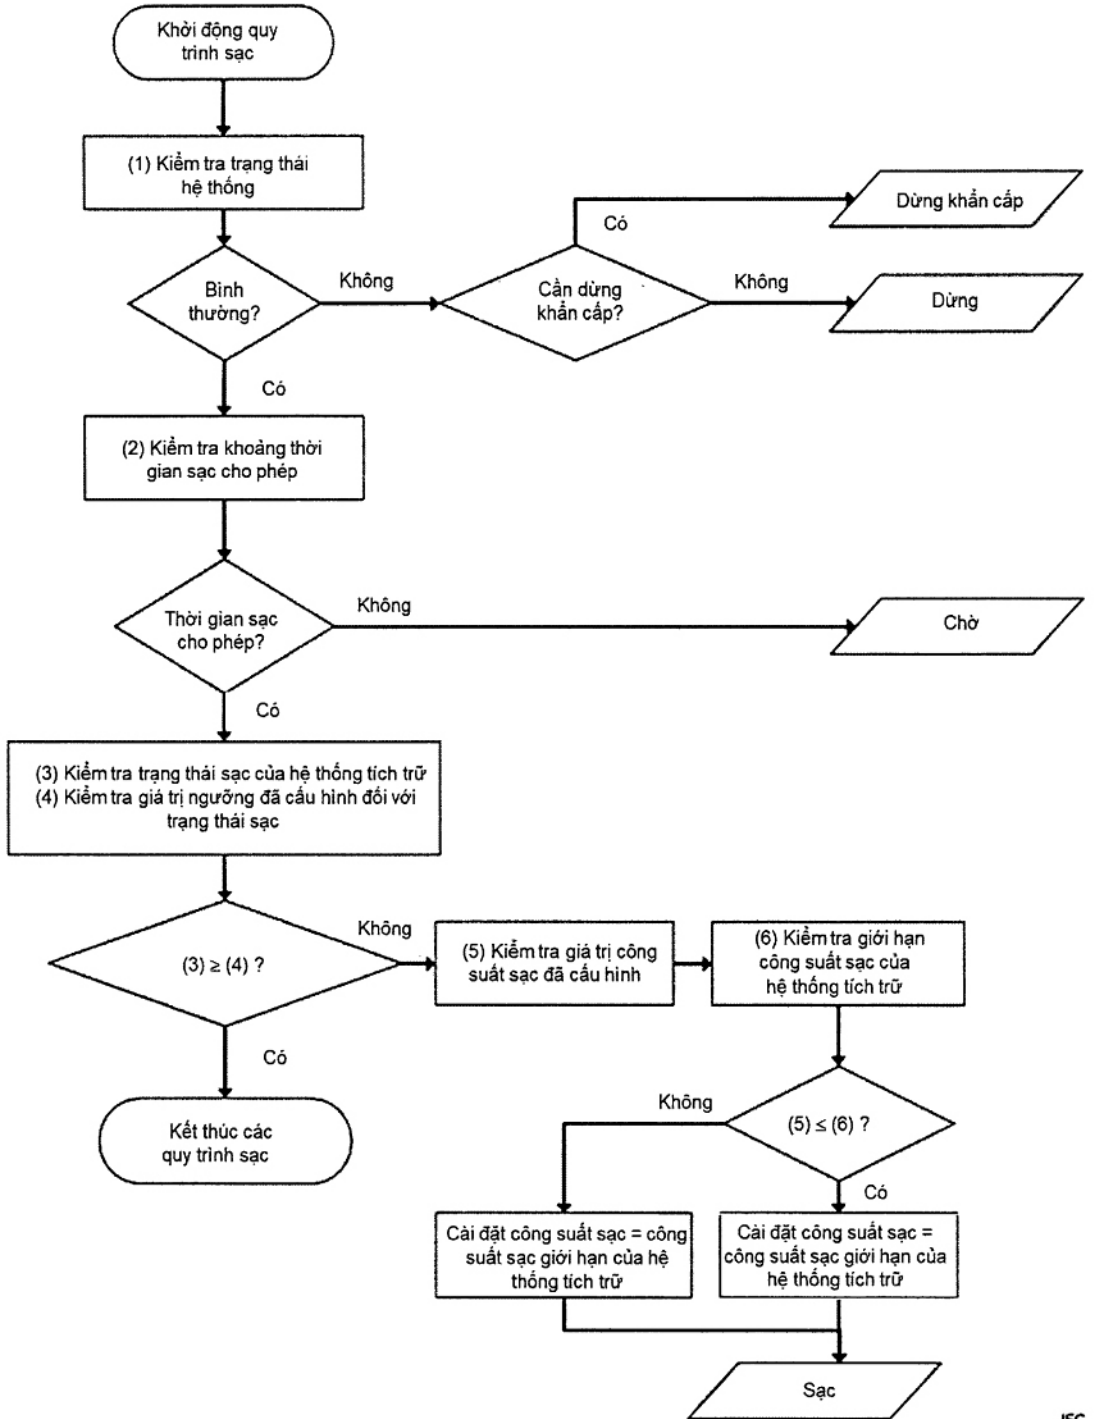 Khởi động quy
trình sạc
(1) Kiểm tra trạng thái
hệ thống
Bình
thường?
Không
Cần dừng
khẩn cấp?
Có
Dừng khẩn cấp
Không
Dừng
Có
(2) Kiểm tra khoảng thời
gian sạc cho phép
Thời gian sạc
cho phép?
Không
Chờ
Có
(3) Kiểm tra trạng thái sạc của hệ thống tích trữ
(4) Kiểm tra giá trị ngưỡng đã cấu hình đối với
trạng thái sạc
(3) ≥ (4) ?
Không
(5) Kiểm tra giá trị công
suất sạc đã cấu hình
(6) Kiểm tra giới hạn
công suất sạc của
hệ thống tích trữ
Có
Kết thúc các
quy trình sạc
(5) ≤ (6) ?
Không
Có
Cài đặt công suất sạc = công
suất sạc giới hạn của hệ
thống tích trữ
Cài đặt công suất sạc =
công suất sạc giới hạn của
hệ thống tích trữ
Sạc